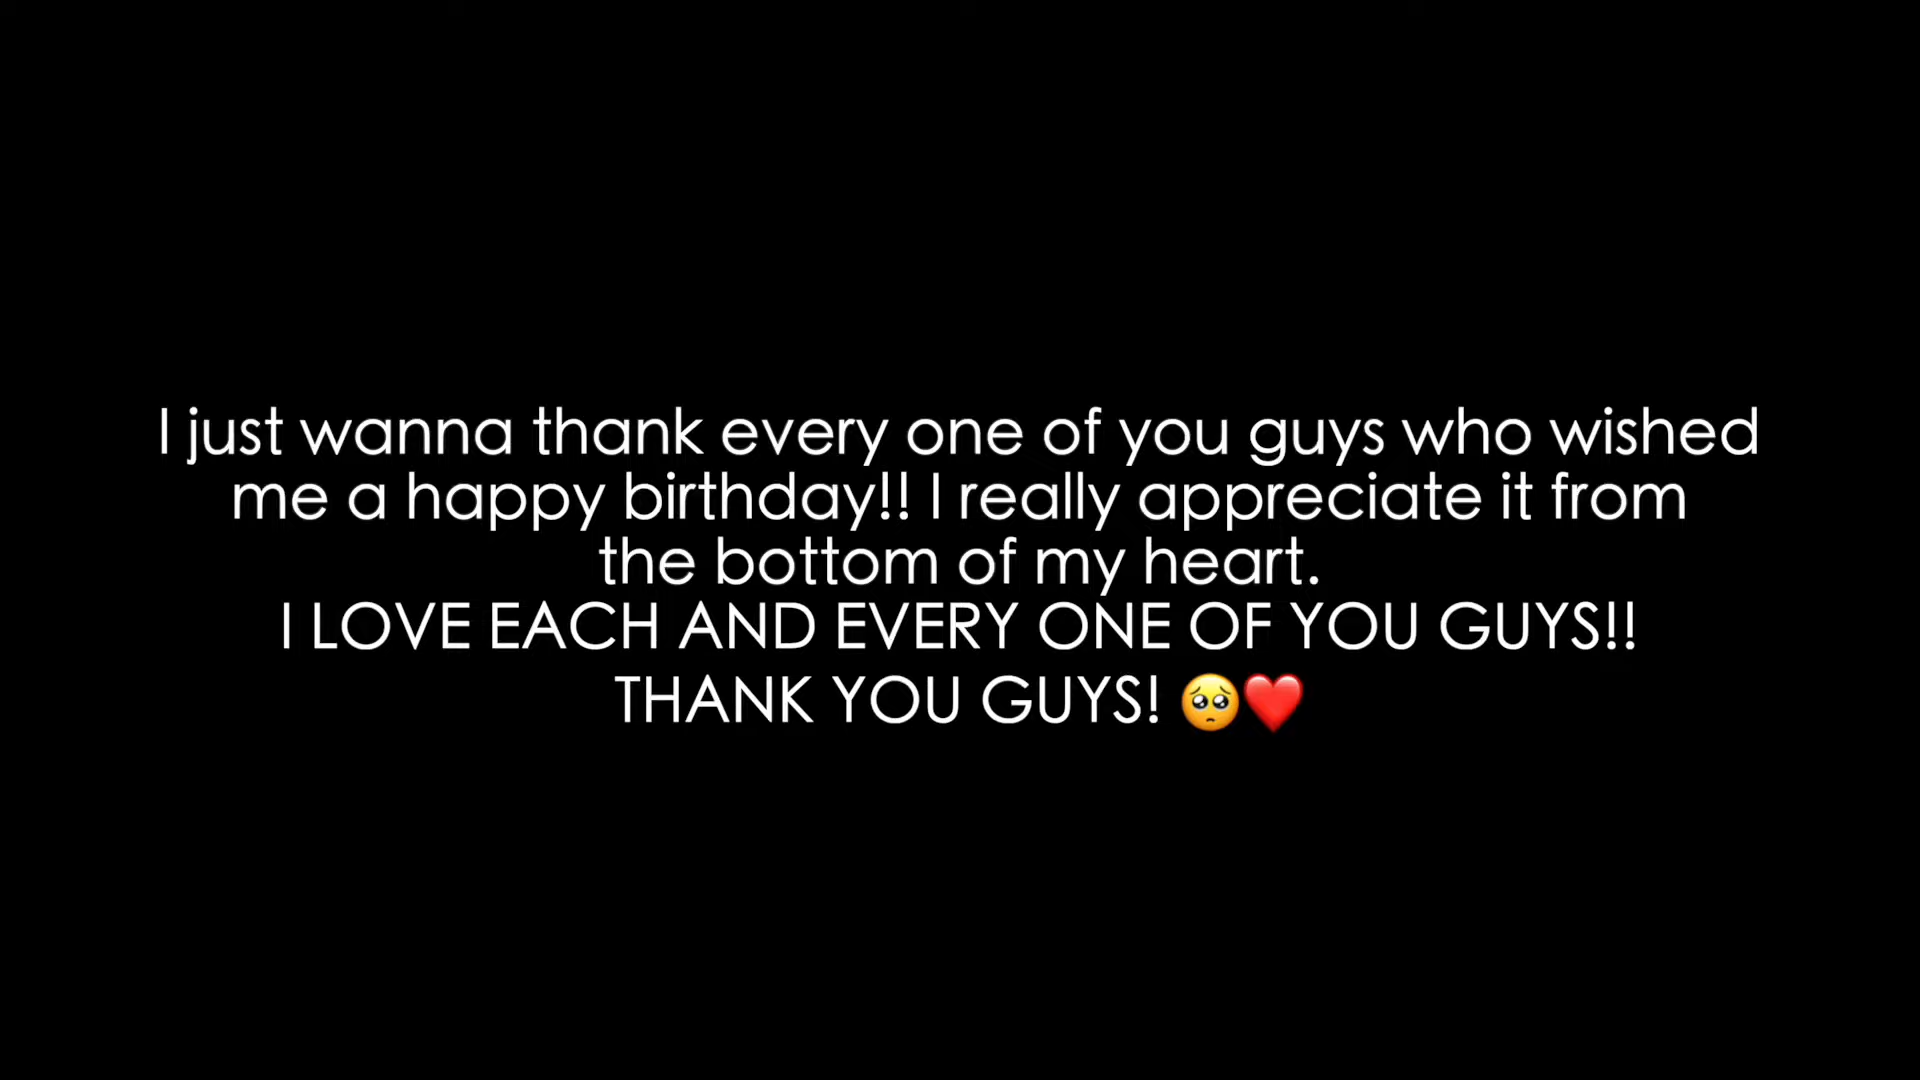 I just wanna thank every one of you guys who wished
me a happy birthday!! I really appreciate it from
the bottom of my heart.
I LOVE EACH AND EVERY ONE OF YOU GUYS!!
THANK YOU GUYS! 🥺❤️